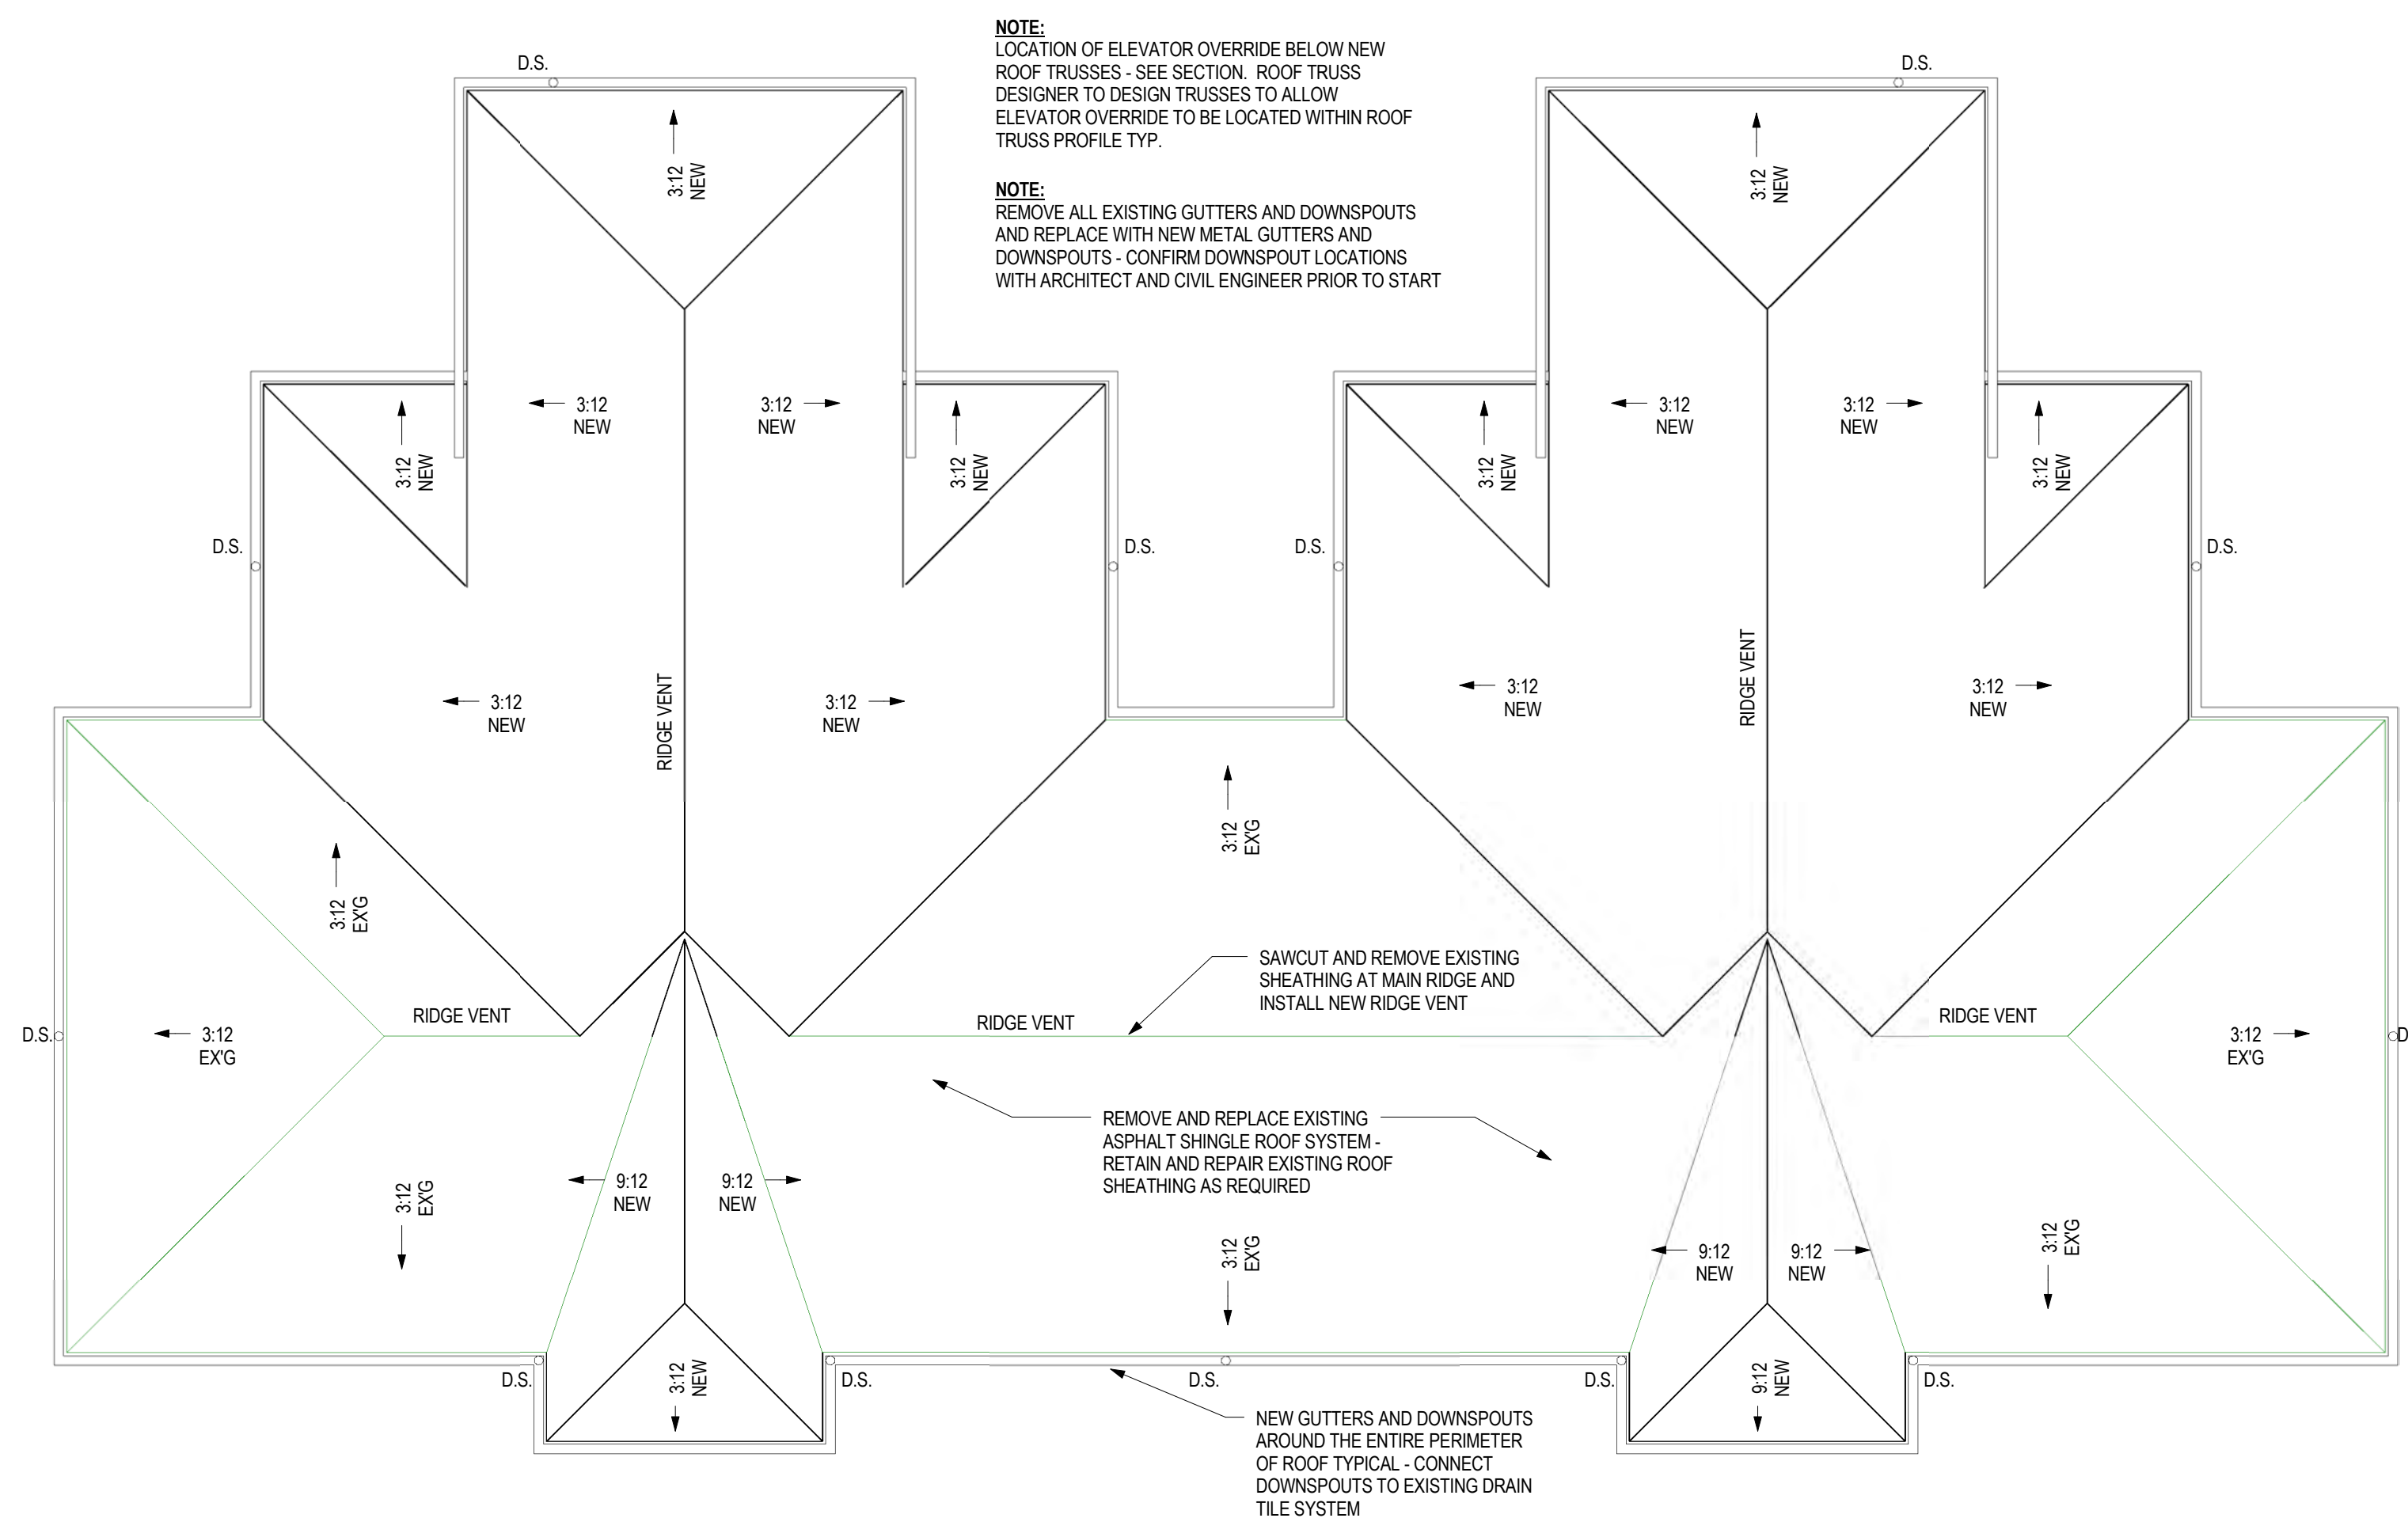 NOTE:
LOCATION OF ELEVATOR OVERRIDE BELOW NEW
ROOF TRUSSES - SEE SECTION. ROOF TRUSS
DESIGNER TO DESIGN TRUSSES TO ALLOW
ELEVATOR OVERRIDE TO BE LOCATED WITHIN ROOF
TRUSS PROFILE TYP.
NOTE:
REMOVE ALL EXISTING GUTTERS AND DOWNSPOUTS
AND REPLACE WITH NEW METAL GUTTERS AND
DOWNSPOUTS - CONFIRM DOWNSPOUT LOCATIONS
WITH ARCHITECT AND CIVIL ENGINEER PRIOR TO START
D.S.
D.S.
3:12
NEW
3:12
NEW
3:12
NEW
3:12
NEW
3:12
NEW
3:12
NEW
3:12
NEW
3:12
NEW
3:12
NEW
3:12
NEW
D.S.
D.S.
D.S.
D.S.
3:12
NEW
RIDGE VENT
3:12
NEW
3:12
NEW
RIDGE VENT
3:12
NEW
3:12
EX'G
3:12
EX'G
SAWCUT AND REMOVE EXISTING
SHEATHING AT MAIN RIDGE AND
INSTALL NEW RIDGE VENT
RIDGE VENT
RIDGE VENT
RIDGE VENT
D.S.
3:12
EX'G
3:12
EX'G
D
REMOVE AND REPLACE EXISTING
ASPHALT SHINGLE ROOF SYSTEM -
RETAIN AND REPAIR EXISTING ROOF
SHEATHING AS REQUIRED
3:12
EX'G
9:12
NEW
9:12
NEW
3:12
EX'G
9:12
NEW
9:12
NEW
3:12
EX'G
D.S.
3:12
NEW
D.S.
D.S.
D.S.
9:12
NEW
D.S.
NEW GUTTERS AND DOWNSPOUTS
AROUND THE ENTIRE PERIMETER
OF ROOF TYPICAL - CONNECT
DOWNSPOUTS TO EXISTING DRAIN
TILE SYSTEM